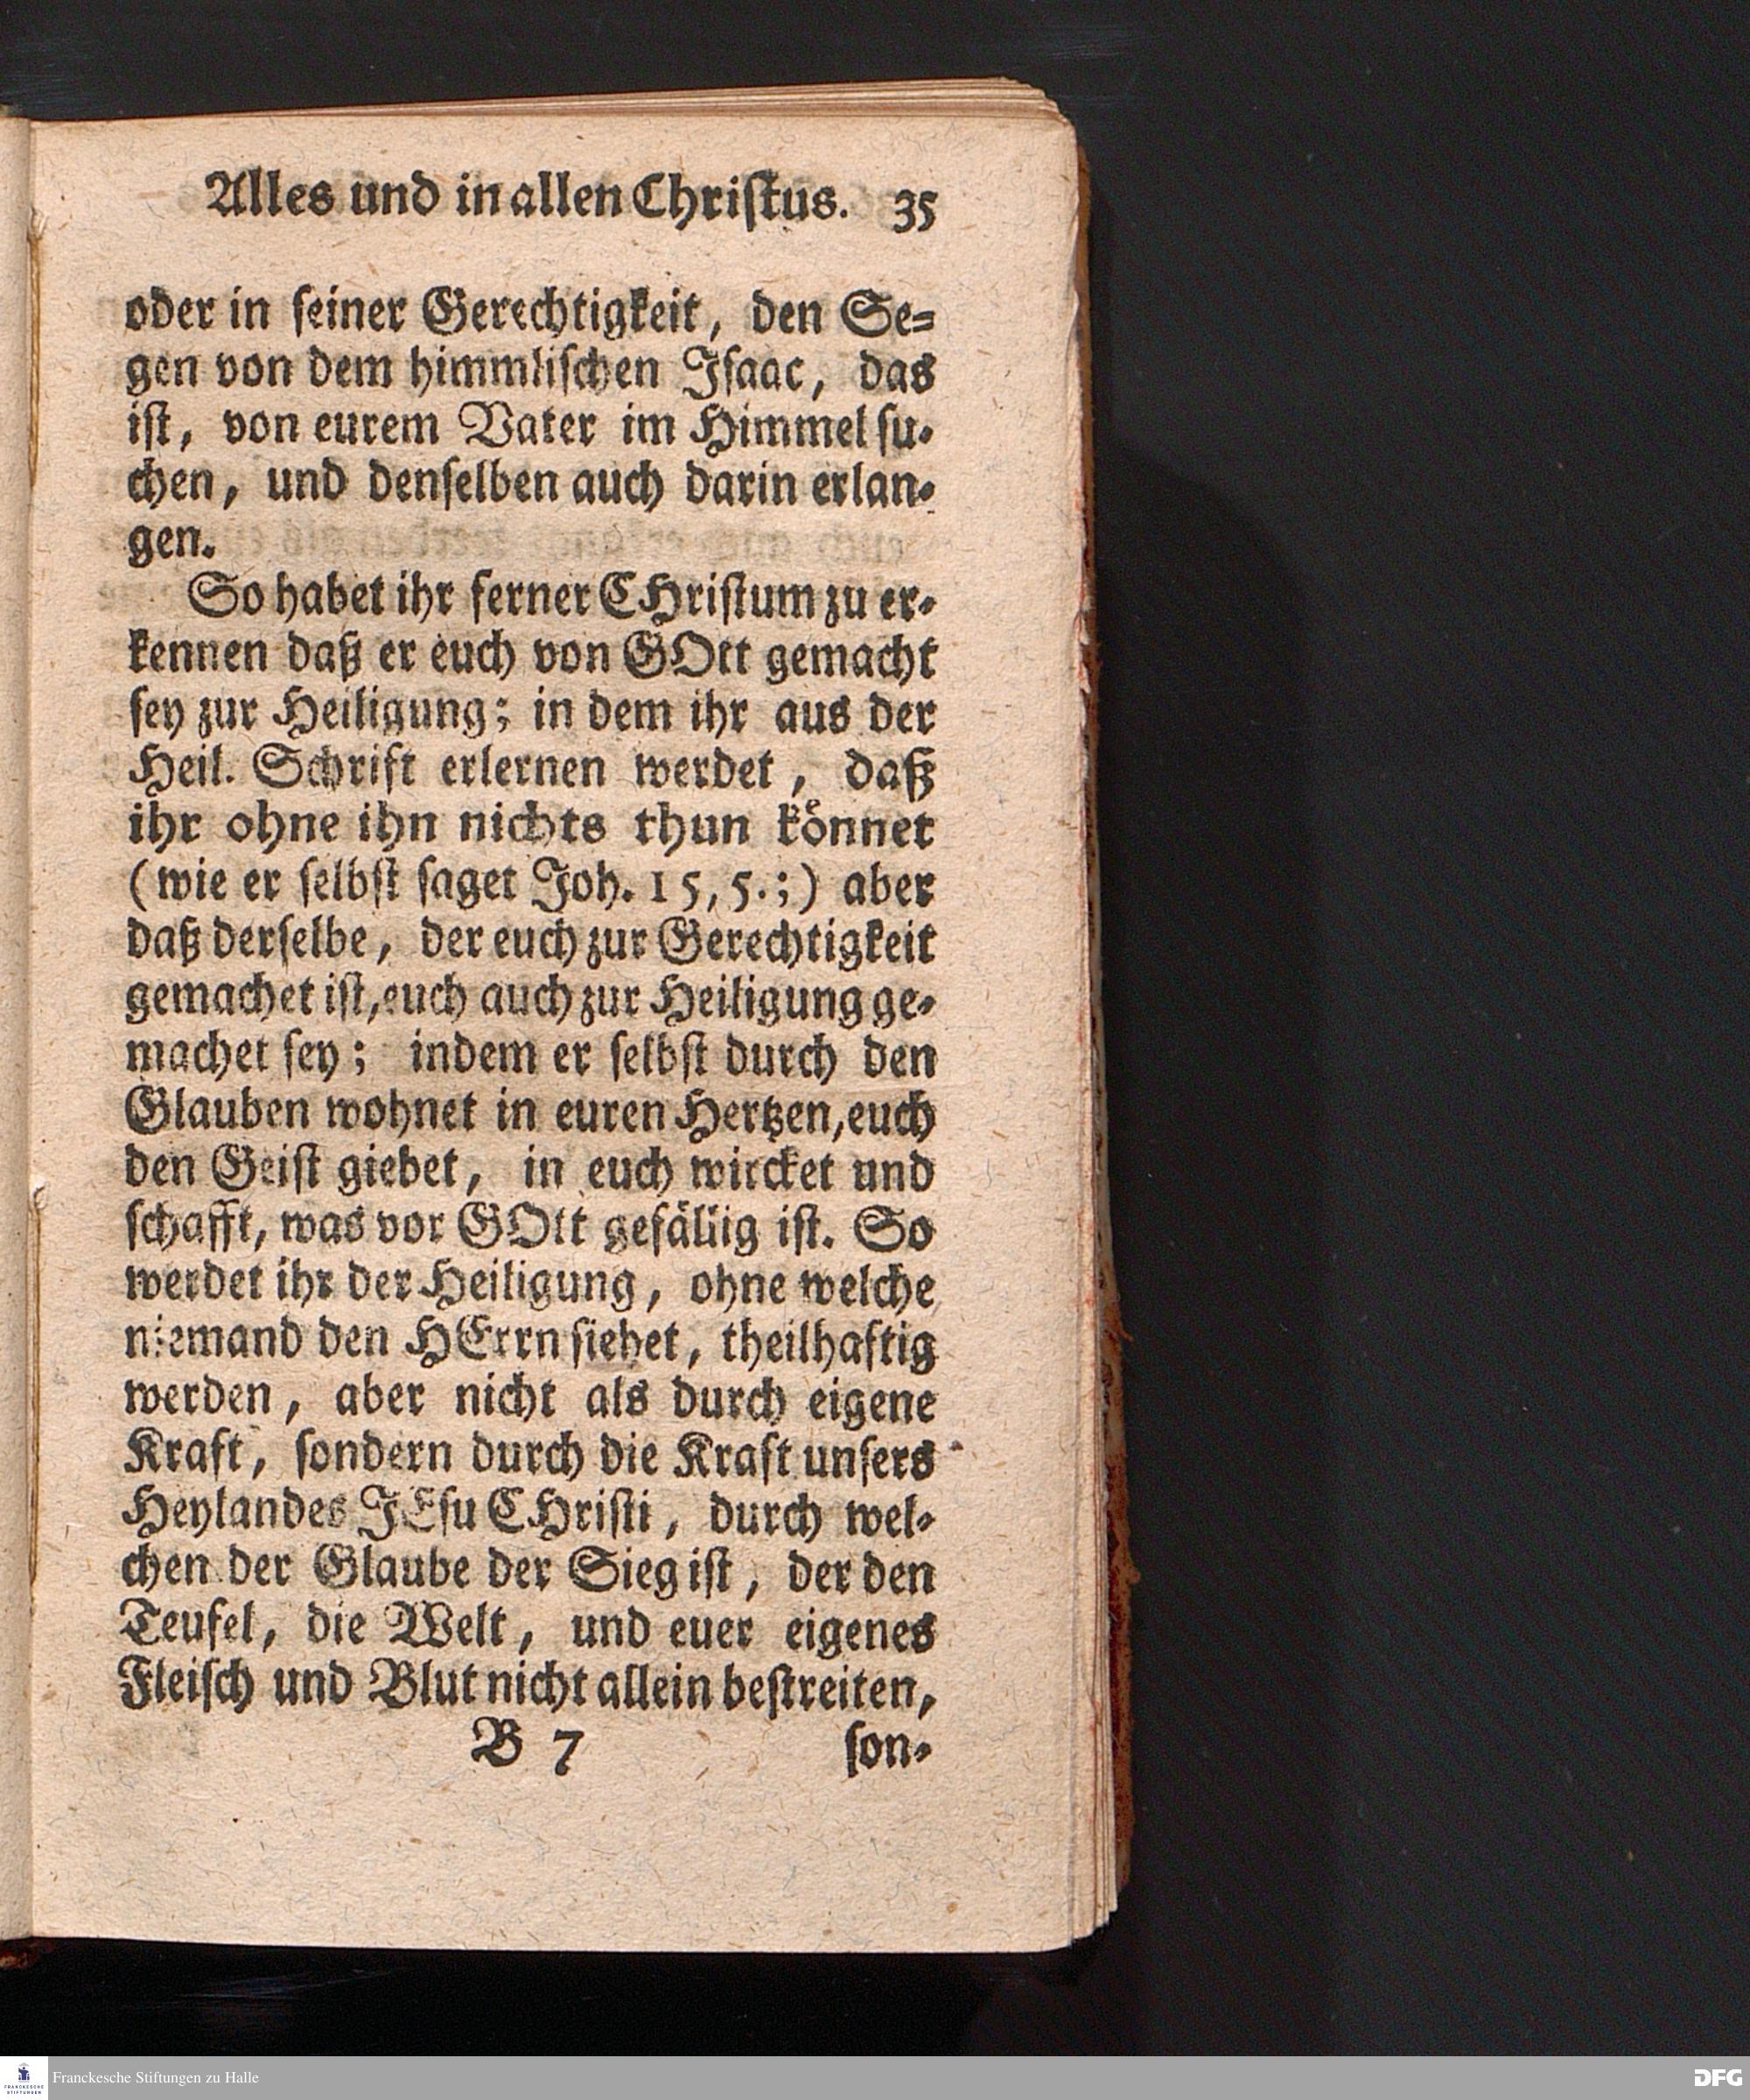 Alles und in allen Christus. 35
oder in ſeiner Gerechtigkeit, den Se-
gen von dem himmliſchen Iſaac, das
iſt, von eurem Vater im Himmel ſu-
chen, und denſelben auch darin erlan-
gen.
So habet ihr ferner CHriſtum zu er-
kennen daß er euch von GOtt gemacht
ſey zur Heiligung; in dem ihr aus der
Heil. Schrift erlernen werdet, daß
ihr ohne ihn nichts thun könnet
(wie er ſelbſt ſaget Joh. 15, 5.;) aber
daß derſelbe, der euch zur Gerechtigkeit
gemachet iſt, euch auch zur Heiligung ge-
machet ſey; indem er ſelbſt durch den
Glauben wohnet in euren Hertzen, euch
den Geiſt giebet, in euch wircket und
ſchafft, was vor GOtt gefällig iſt. So
werdet ihr der Heiligung, ohne welche
niemand den HErrn ſiehet, theilhaftig
werden, aber nicht als durch eigene
Kraft, ſondern durch die Kraft unſers
Heylandes JEſu CHriſti, durch wel-
chen der Glaube der Sieg iſt, der den
Teufel, die Welt, und euer eigenes
Fleiſch und Blut nicht allein beſtreiten,
B 7 ſon-
Franckesche Stiftungen zu Halle
FRANCKESCHE
STIFTUNGEN
DFG